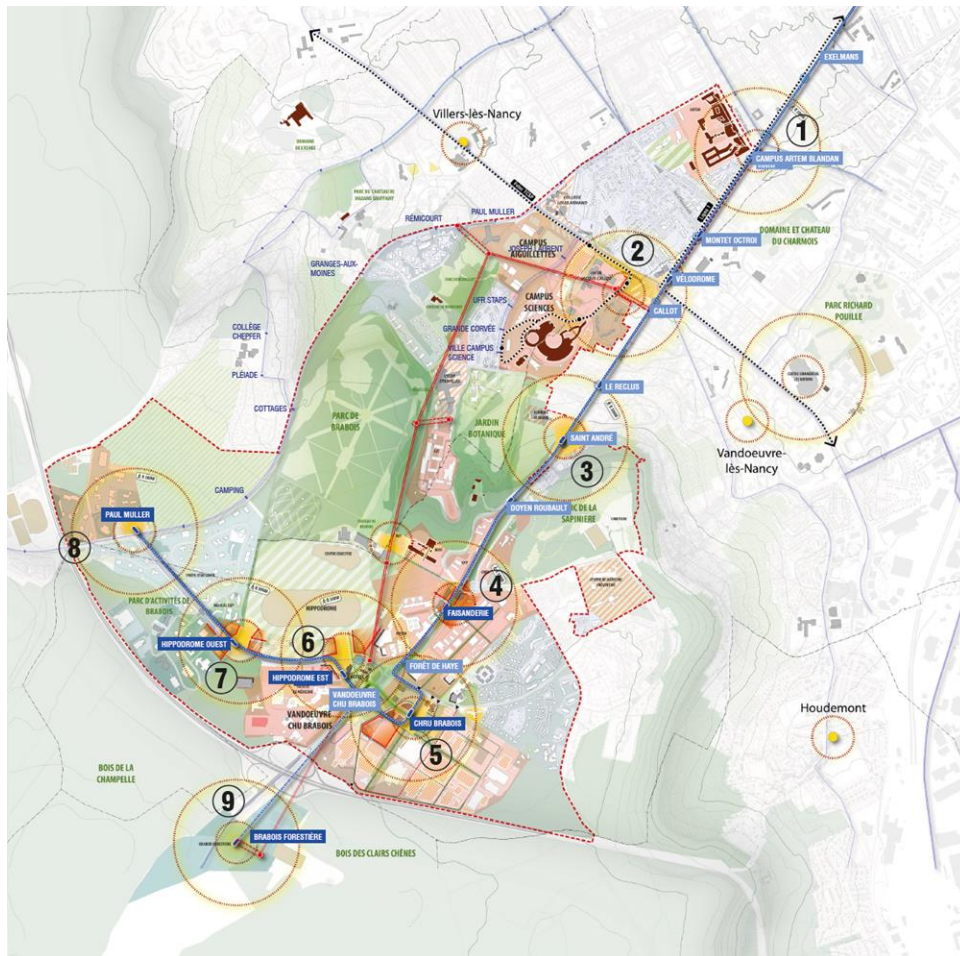 EXELMANS
1
Villers-lès-Nancy
CAMPUS ARTEM BLANDAN
PAUL MULLER
RÉMICOURT
DOMAINE ET CHATEAU
DU CHARMOIS
MONTET OCTROI
CAMPUS
AIGUILLETTES
JOSEPH LAURENT
2
GRANGES-AUX-
MOINES
VÉLODROME
UFR STAPS
CAMPUS
SCIENCES
CALLOT
PARC RICHARD
POUILLE
COLLÈGE
CHEPFER
GRANDE CORVÉE
VILLE CAMPUS
SCIENCE
PLÉIADE
LE RECLUS
COTTAGES
PARC DE
BRABOIS
JARDIN
BOTANIQUE
SAINT ANDRÉ
Vandoeuvre-
lès-Nancy
3
CAMPING
DOYEN ROUBAULT
SAPINIERE
PAUL MULLER
8
4
PARC D'ACTIVITÉS DE
BRABOIS
HIPPODROME
FAISANDERIE
6
HIPPODROME OUEST
7
HIPPODROME EST
FORÊT DE HAYE
VANDOEUVRE
CHU BRABOIS
VANDOEUVRE
CHU BRABOIS
CHRU BRABOIS
5
Houdemont
BOIS DE LA
CHAMPELLE
9
BRABOIS FORESTIÈRE
BOIS DES CLAIRS CHÊNES